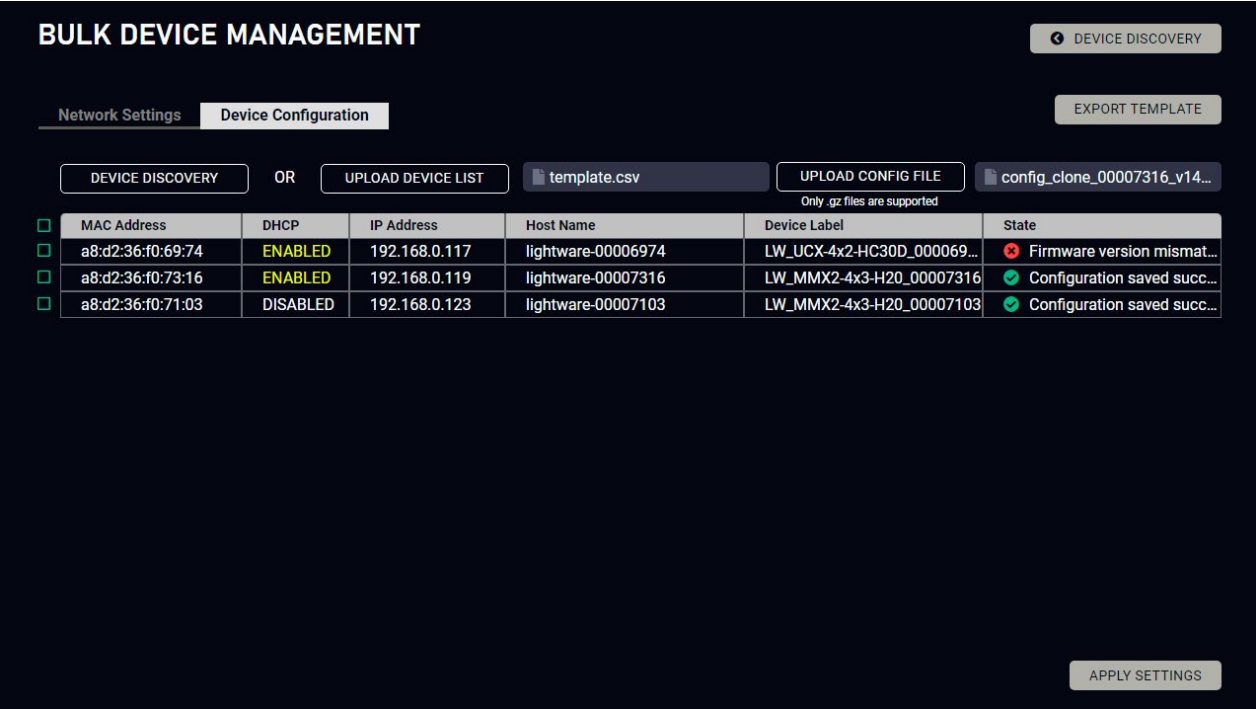 BULK DEVICE MANAGEMENT
DEVICE DISCOVERY
Network Settings Device Configuration
EXPORT TEMPLATE
DEVICE DISCOVERY OR UPLOAD DEVICE LIST template.csv UPLOAD CONFIG FILE config_clone_00007316_v14...
Only .gz files are supported
MAC Address DHCP IP Address Host Name Device Label State
a8:d2:36:f0:69:74 ENABLED 192.168.0.117 lightware-00006974 LW_UCX-4x2-HC30D_000069... Firmware version mismat...
a8:d2:36:f0:73:16 ENABLED 192.168.0.119 lightware-00007316 LW_MMX2-4x3-H20_00007316 Configuration saved succ...
a8:d2:36:f0:71:03 DISABLED 192.168.0.123 lightware-00007103 LW_MMX2-4x3-H20_00007103 Configuration saved succ...
APPLY SETTINGS